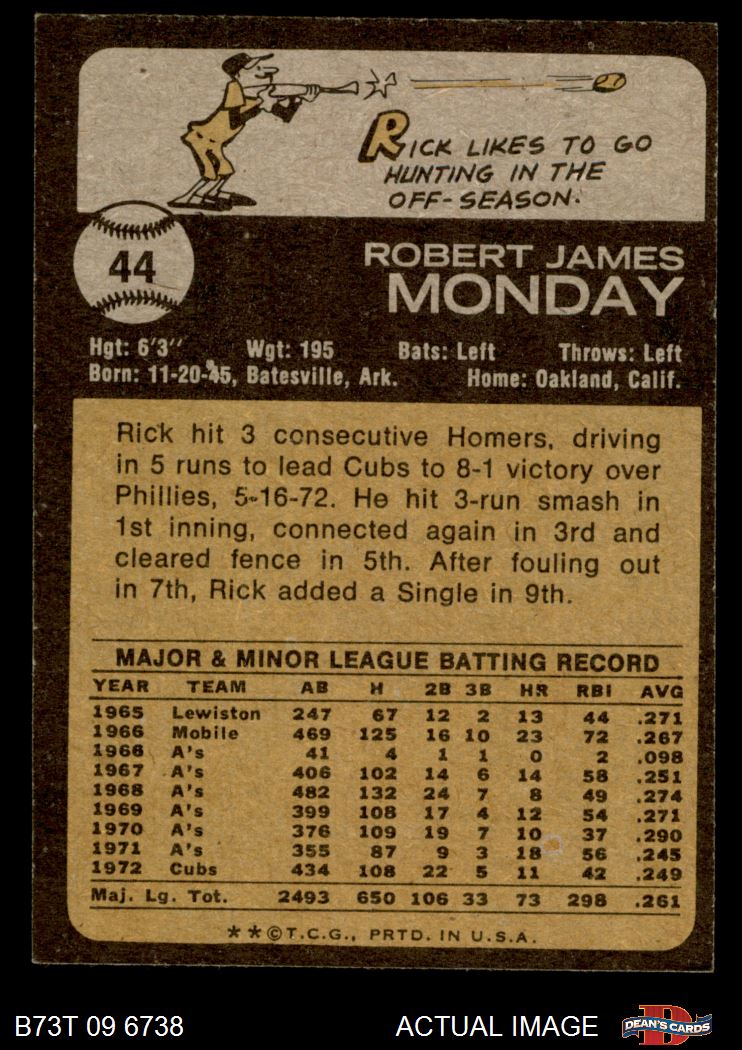 RICK LIKES TO GO
HUNTING IN THE
OFF-SEASON.
44
ROBERT JAMES
MONDAY
Hgt: 6'3" Wgt: 195 Bats: Left Throws: Left
Born: 11-20-45, Batesville, Ark. Home: Oakland, Calif.
Rick hit 3 consecutive Homers, driving
in 5 runs to lead Cubs to 8-1 victory over
Phillies, 5-16-72. He hit 3-run smash in
1st inning, connected again in 3rd and
cleared fence in 5th. After fouling out
in 7th, Rick added a Single in 9th.
MAJOR & MINOR LEAGUE BATTING RECORD
YEAR TEAM AB H 2B 3B HR RBI AVG
1965 Lewiston 247 67 12 2 13 44 .271
1966 Mobile 469 125 16 10 23 72 .267
1966 A's 41 4 1 1 0 2 .098
1967 A's 406 102 14 6 14 58 .251
1968 A's 482 132 24 7 8 49 .274
1969 A's 399 108 17 4 12 54 .271
1970 A's 376 109 19 7 10 37 .290
1971 A's 355 87 9 3 18 56 .245
1972 Cubs 434 108 22 5 11 42 .249
Maj. Lg. Tot. 2493 650 106 33 73 298 .261
**©T.C.G., PRTD. IN U.S.A.
B73T 09 6738 ACTUAL IMAGE
D
DEAN'S CARDS